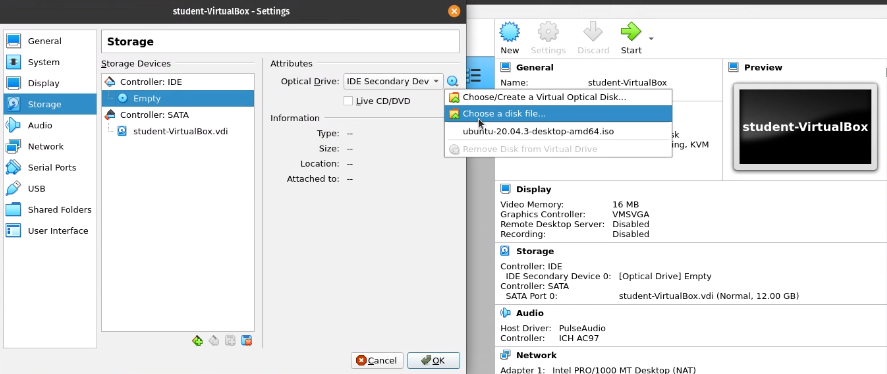 student-VirtualBox - Settings
General
System
Display
Storage
Audio
Network
Serial Ports
USB
Shared Folders
User Interface
Storage
Storage Devices
Controller: IDE
Empty
Controller: SATA
student-VirtualBox.vdi
Attributes
Optical Drive: IDE Secondary Dev
Live CD/DVD
Information
Type: --
Size: --
Location: --
Attached to: --
Cancel
OK
Choose/Create a Virtual Optical Disk...
Choose a disk file...
ubuntu-20.04.3-desktop-amd64.iso
Remove Disk from Virtual Drive
New
Settings
Discard
Start
General
Name: student-VirtualBox
sk
ing, KVM
Preview
student-VirtualBox
Display
Video Memory: 16 MB
Graphics Controller: VMSVGA
Remote Desktop Server: Disabled
Recording: Disabled
Storage
Controller: IDE
IDE Secondary Device 0: [Optical Drive] Empty
Controller: SATA
SATA Port 0: student-VirtualBox.vdi (Normal, 12.00 GB)
Audio
Host Driver: PulseAudio
Controller: ICH AC97
Network
Adapter 1: Intel PRO/1000 MT Desktop (NAT)